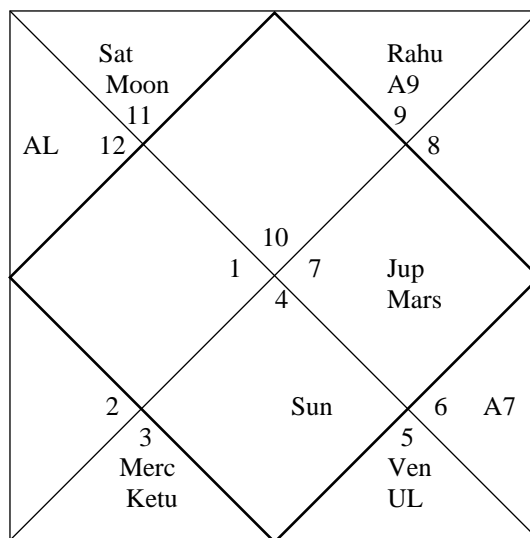 Sat Rahu
Moon A9
11 9
AL 12 8
10
1 7 Jup
4 Mars
2 Sun 6 A7
3 5
Merc Ven
Ketu UL